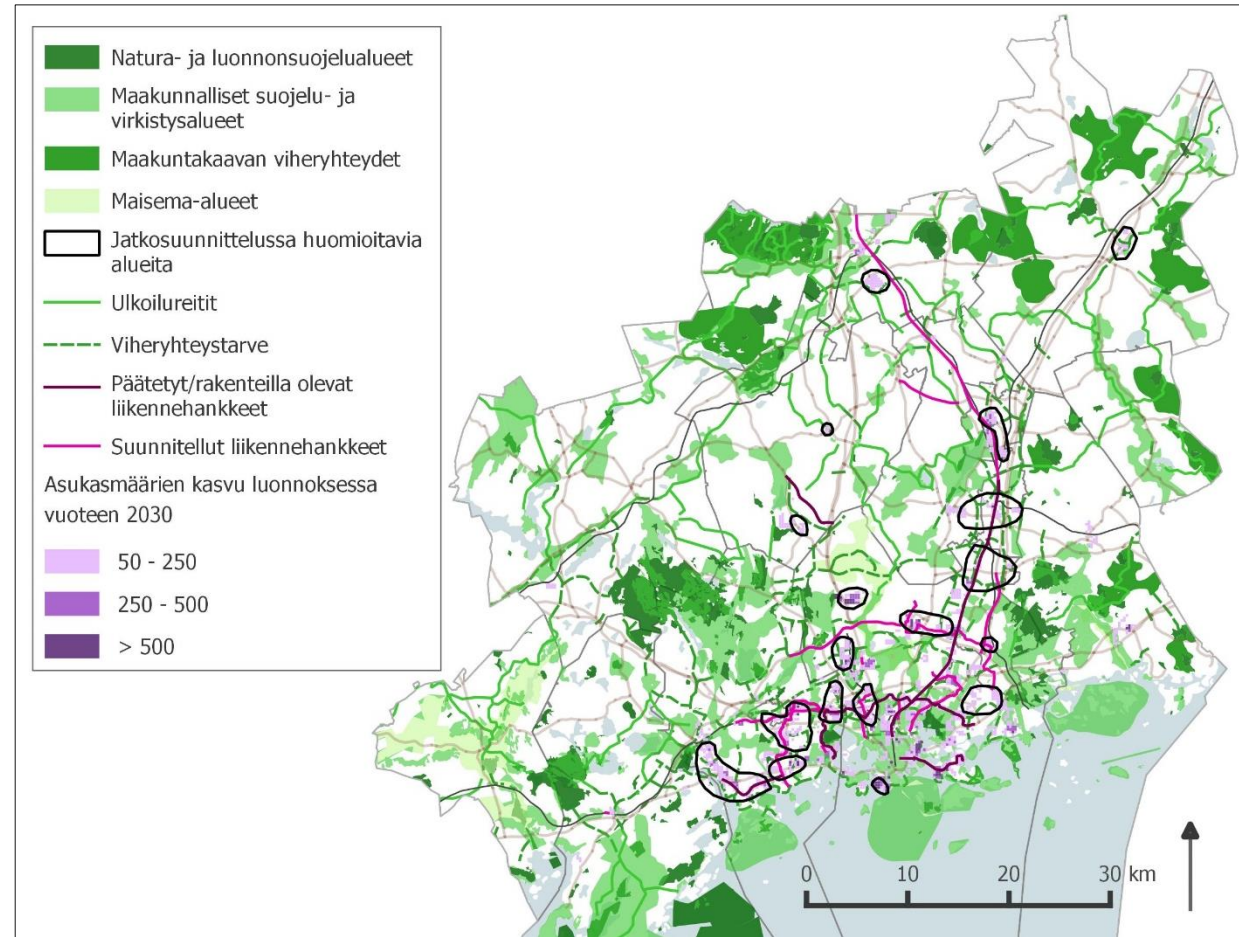 Natura- ja luonnonsuojelualueet
Maakunnalliset suojelu- ja
virkistysalueet
Maakuntakaavan viheryhteydet
Maisema-alueet
Jatkosuunnittelussa huomioitavia
alueita
Ulkoilureitit
Viheryhteystarve
Päätetyt/rakenteilla olevat
liikennehankkeet
Suunnitellut liikennehankkeet
Asukasmäärien kasvu luonnoksessa
vuoteen 2030
50 - 250
250 - 500
> 500
0 10 20 30 km